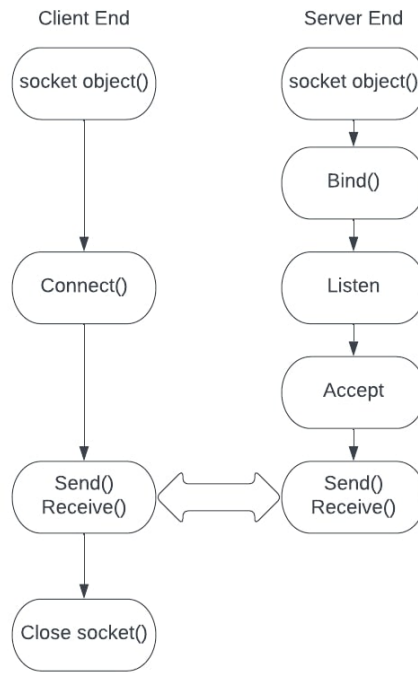 Client End
Server End
socket object()
socket object()
Bind()
Connect()
Listen
Accept
Send()
Receive()
Send()
Receive()
Close socket()